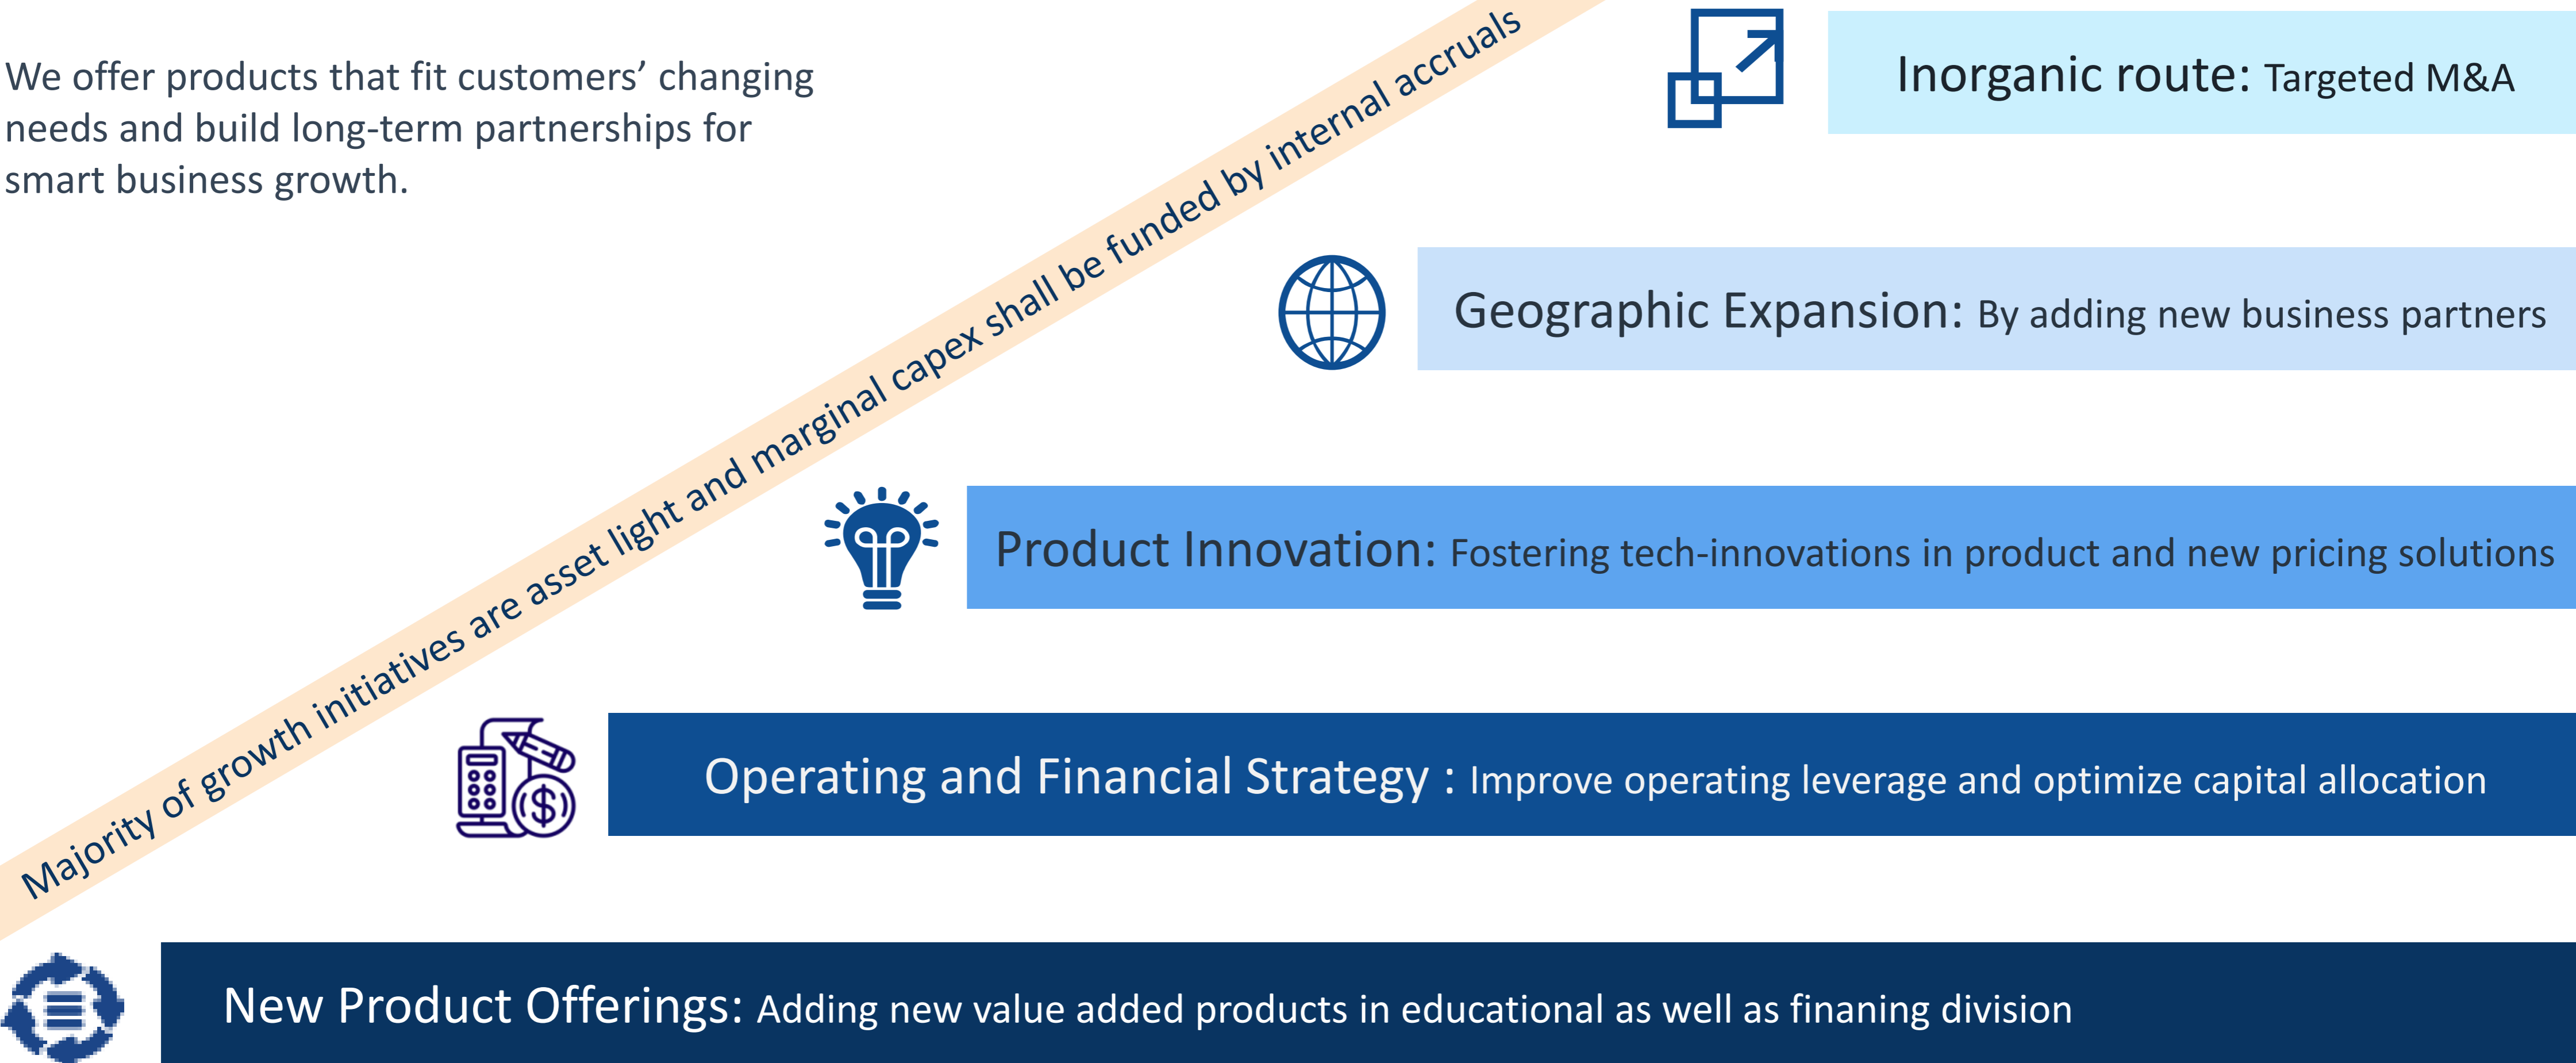 We offer products that fit customers’ changing
needs and build long-term partnerships for
smart business growth.
Majority of growth initiatives are asset light and marginal capex shall be funded by internal accruals
Inorganic route: Targeted M&A
Geographic Expansion: By adding new business partners
Product Innovation: Fostering tech-innovations in product and new pricing solutions
Operating and Financial Strategy : Improve operating leverage and optimize capital allocation
New Product Offerings: Adding new value added products in educational as well as finaning division